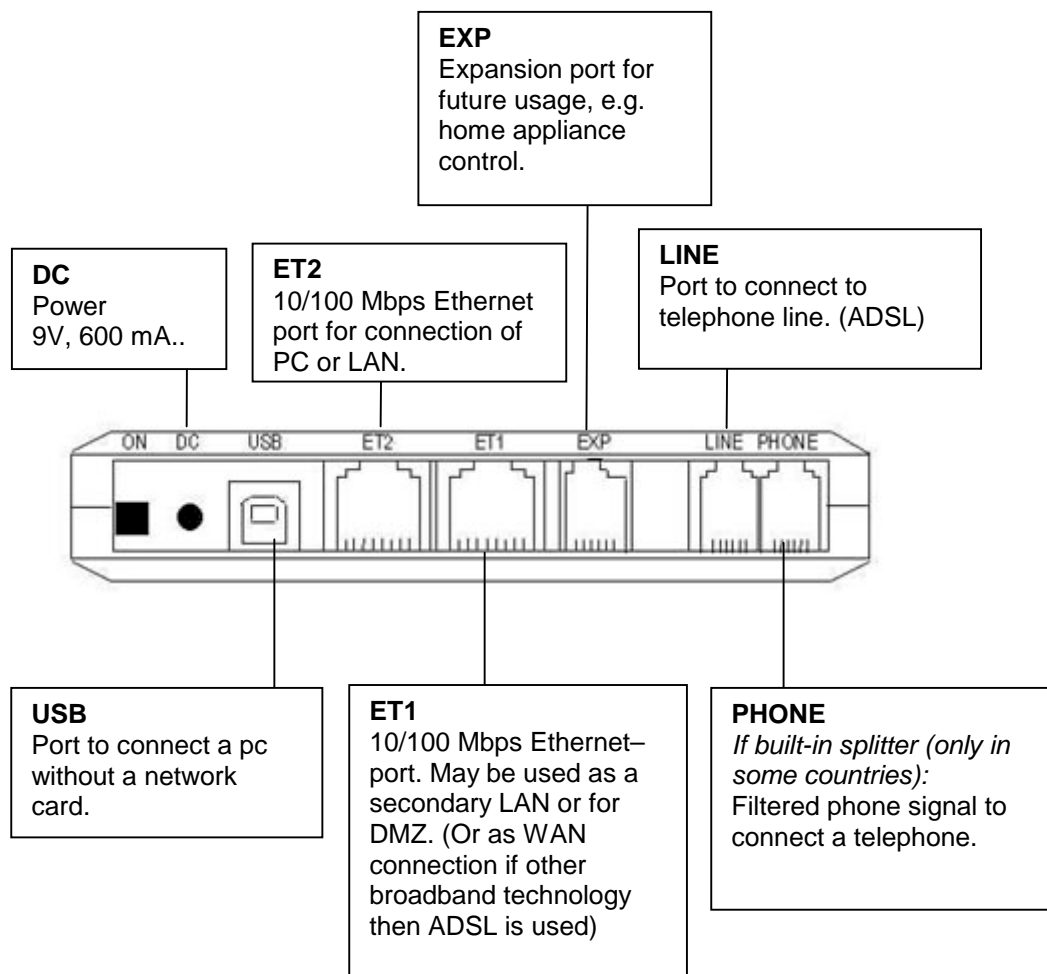 EXP
Expansion port for
future usage, e.g.
home appliance
control.
DC
Power
9V, 600 mA..
ET2
10/100 Mbps Ethernet
port for connection of
PC or LAN.
LINE
Port to connect to
telephone line. (ADSL)
ON DC USB ET2 ET1 EXP LINE PHONE
USB
Port to connect a pc
without a network
card.
ET1
10/100 Mbps Ethernet–
port. May be used as a
secondary LAN or for
DMZ. (Or as WAN
connection if other
broadband technology
then ADSL is used)
PHONE
If built-in splitter (only in
some countries):
Filtered phone signal to
connect a telephone.